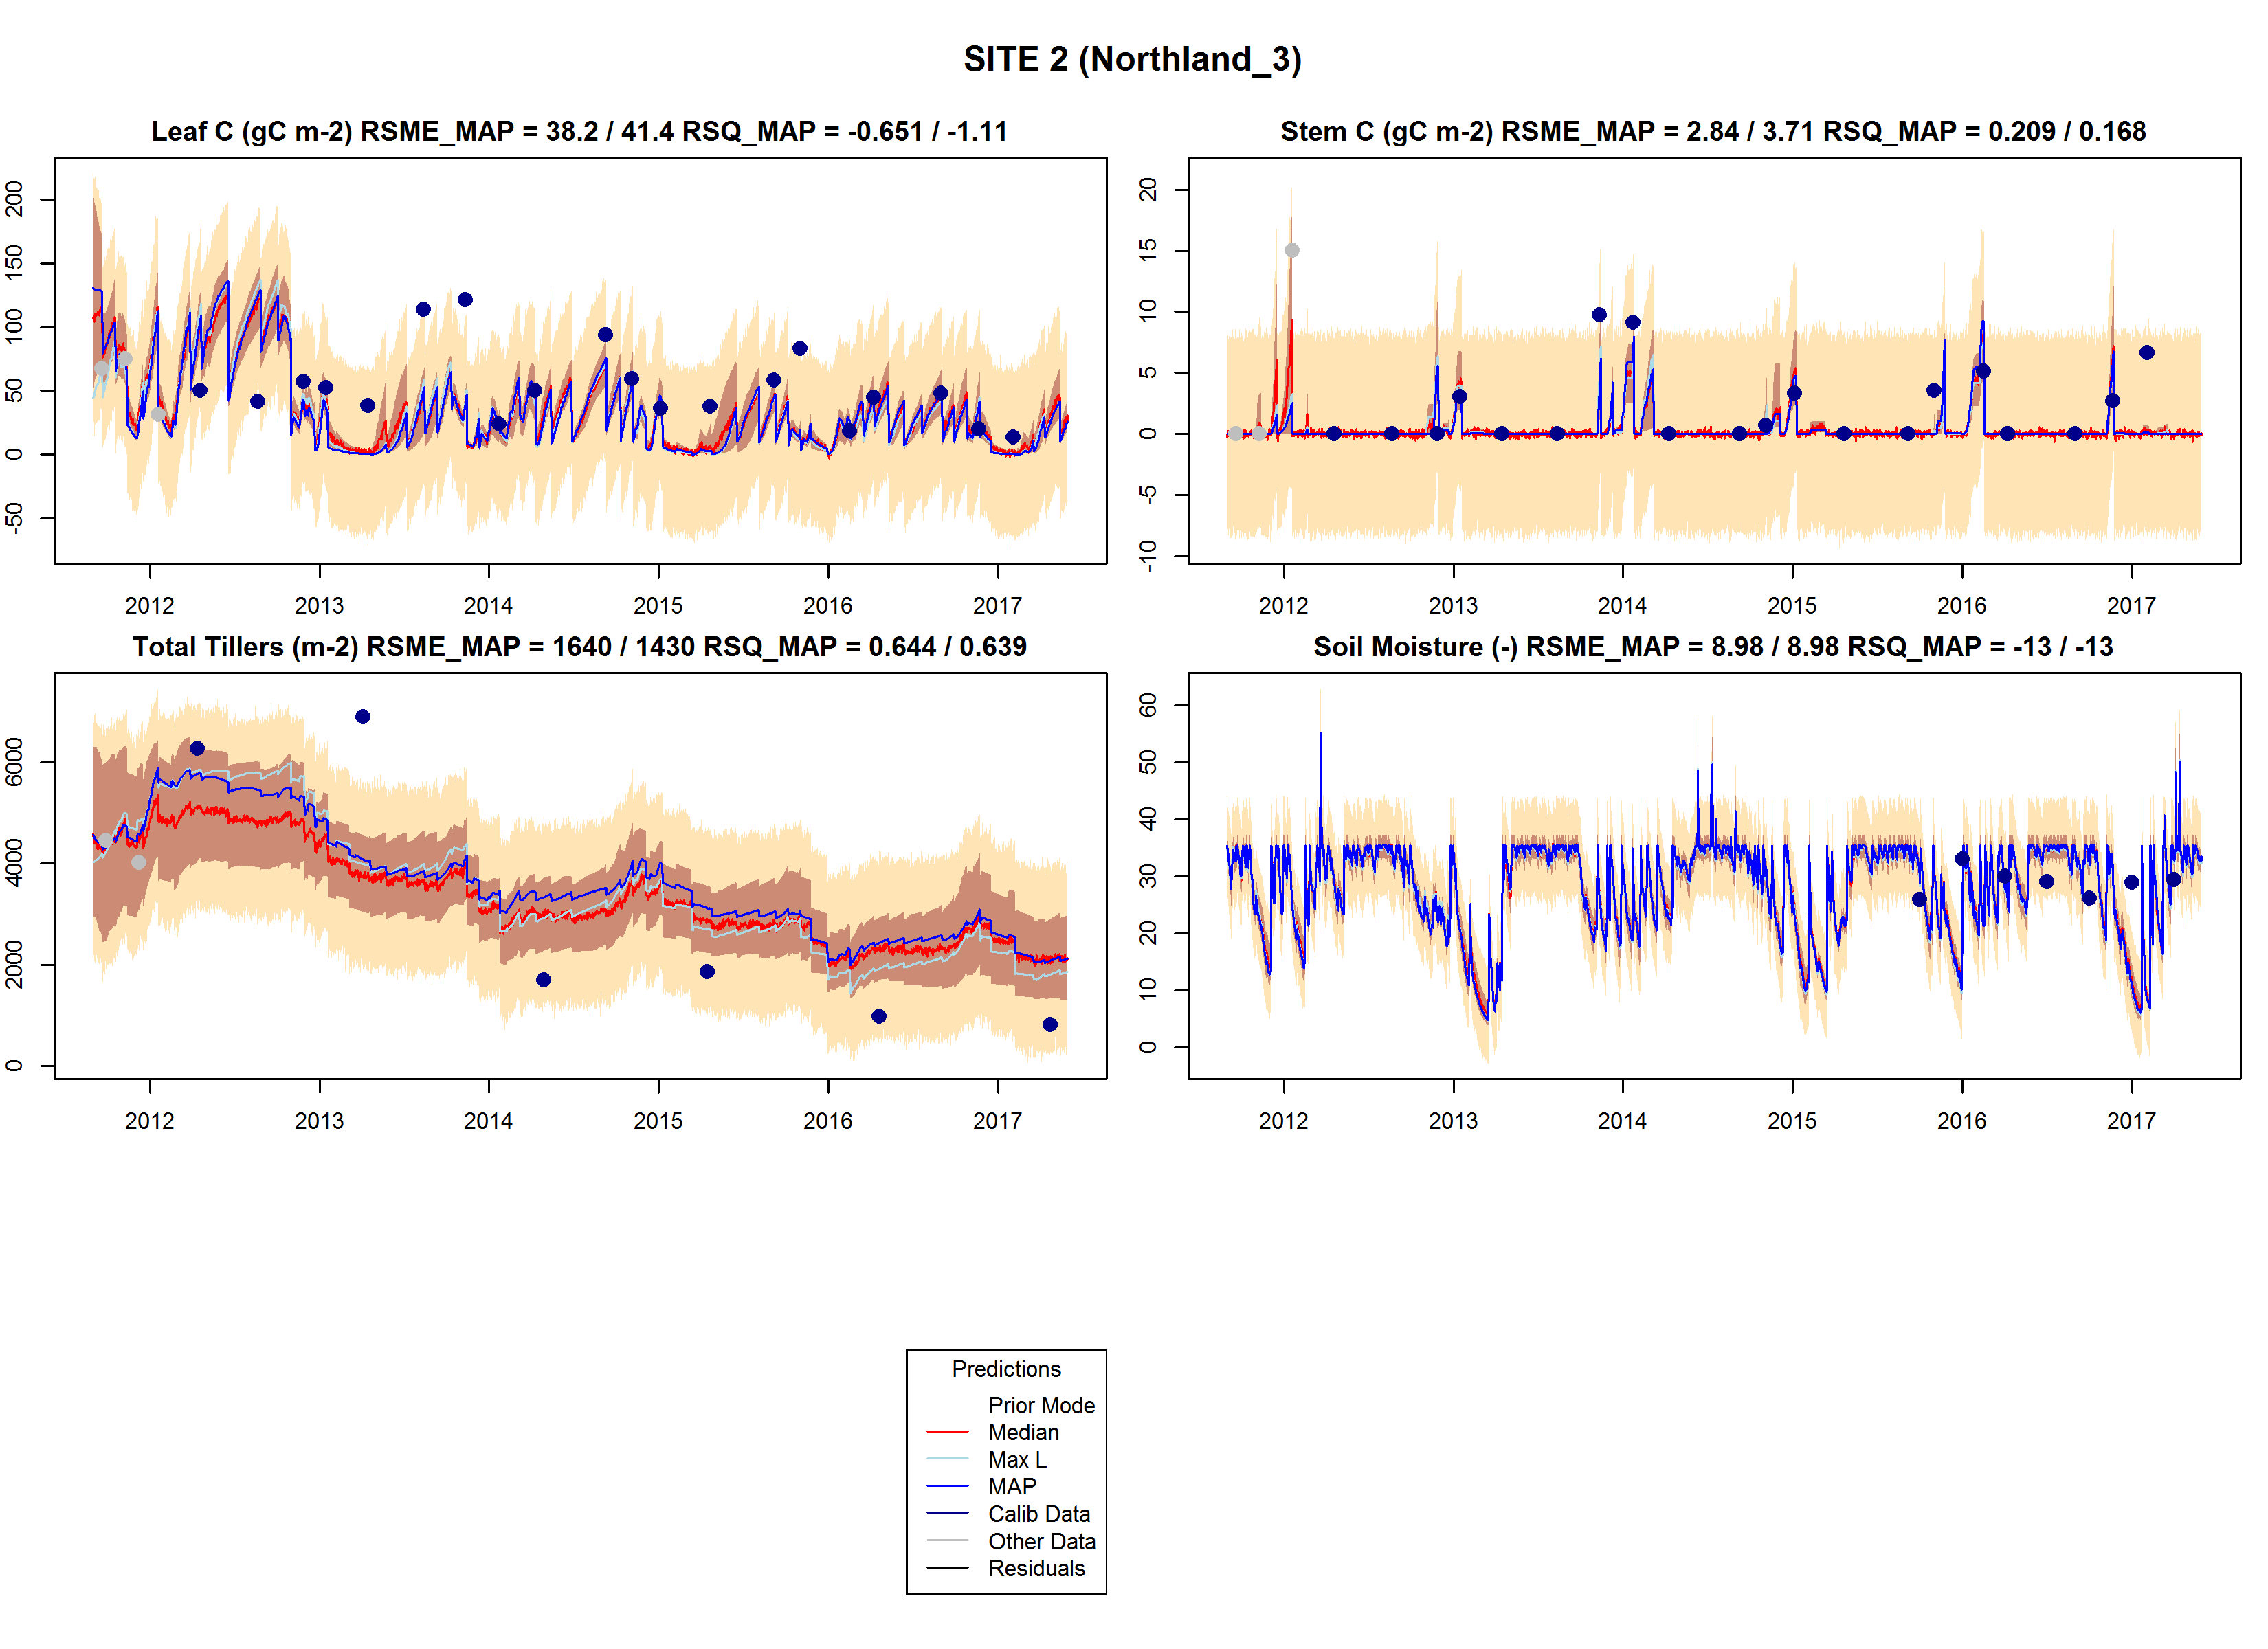 SITE 2 (Northland_3)
Leaf C (gC m-2) RSME_MAP = 38.2 / 41.4 RSQ_MAP = -0.651 / -1.11
200
150
100
50
0
-50
2012 2013 2014 2015 2016 2017
Stem C (gC m-2) RSME_MAP = 2.84 / 3.71 RSQ_MAP = 0.209 / 0.168
20
15
10
5
0
-5
-10
2012 2013 2014 2015 2016 2017
Total Tillers (m-2) RSME_MAP = 1640 / 1430 RSQ_MAP = 0.644 / 0.639
6000
4000
2000
0
2012 2013 2014 2015 2016 2017
Soil Moisture (-) RSME_MAP = 8.98 / 8.98 RSQ_MAP = -13 / -13
60
50
40
30
20
10
0
2012 2013 2014 2015 2016 2017
Predictions
Prior Mode
Median
Max L
MAP
Calib Data
Other Data
Residuals